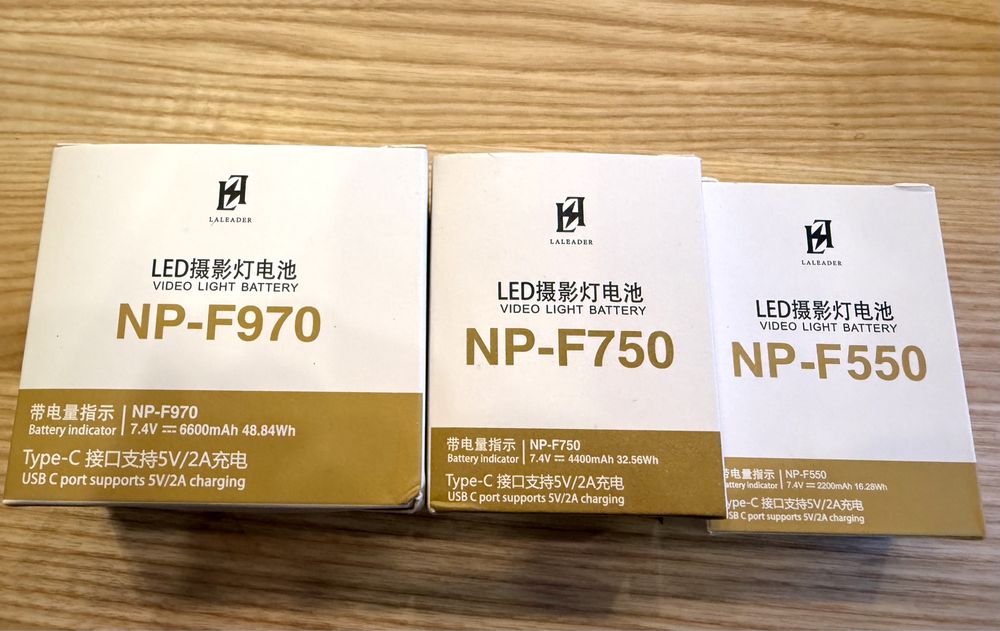 LALEADER
LED摄影灯电池
VIDEO LIGHT BATTERY
NP-F970
带电量指示
Battery indicator
NP-F970
7.4V ⎓ 6600mAh 48.84Wh
Type-C 接口支持5V/2A充电
USB C port supports 5V/2A charging
LALEADER
LED摄影灯电池
VIDEO LIGHT BATTERY
NP-F750
带电量指示
Battery indicator
NP-F750
7.4V ⎓ 4400mAh 32.56Wh
Type-C 接口支持5V/2A充电
USB C port supports 5V/2A charging
LALEADER
LED摄影灯电池
VIDEO LIGHT BATTERY
NP-F550
电量指示
attery indicator
NP-F550
7.4V ⎓ 2200mAh 16.28Wh
ype-C 接口支持5V/2A充电
SB C port supports 5V/2A charging